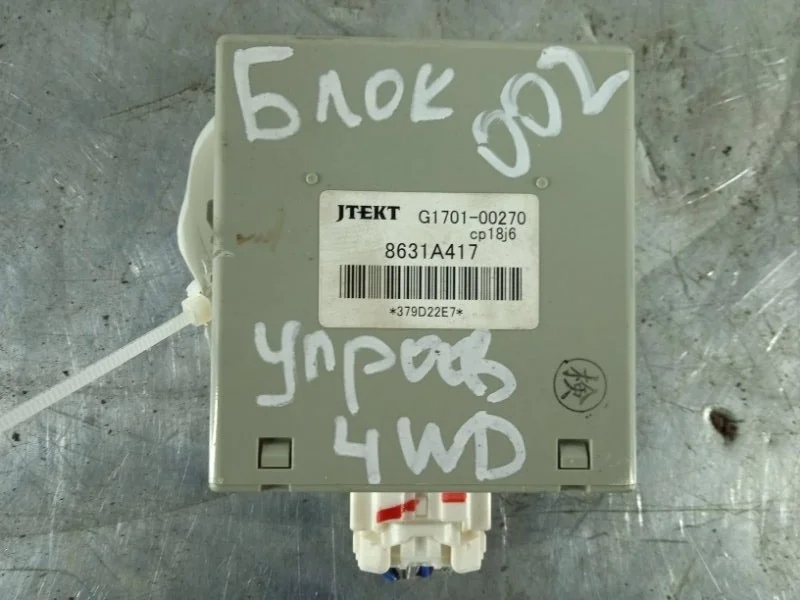 Блок 002
JTEKT G1701-00270
cp18j6
8631A417
*379D22E7*
управ
検
4WD